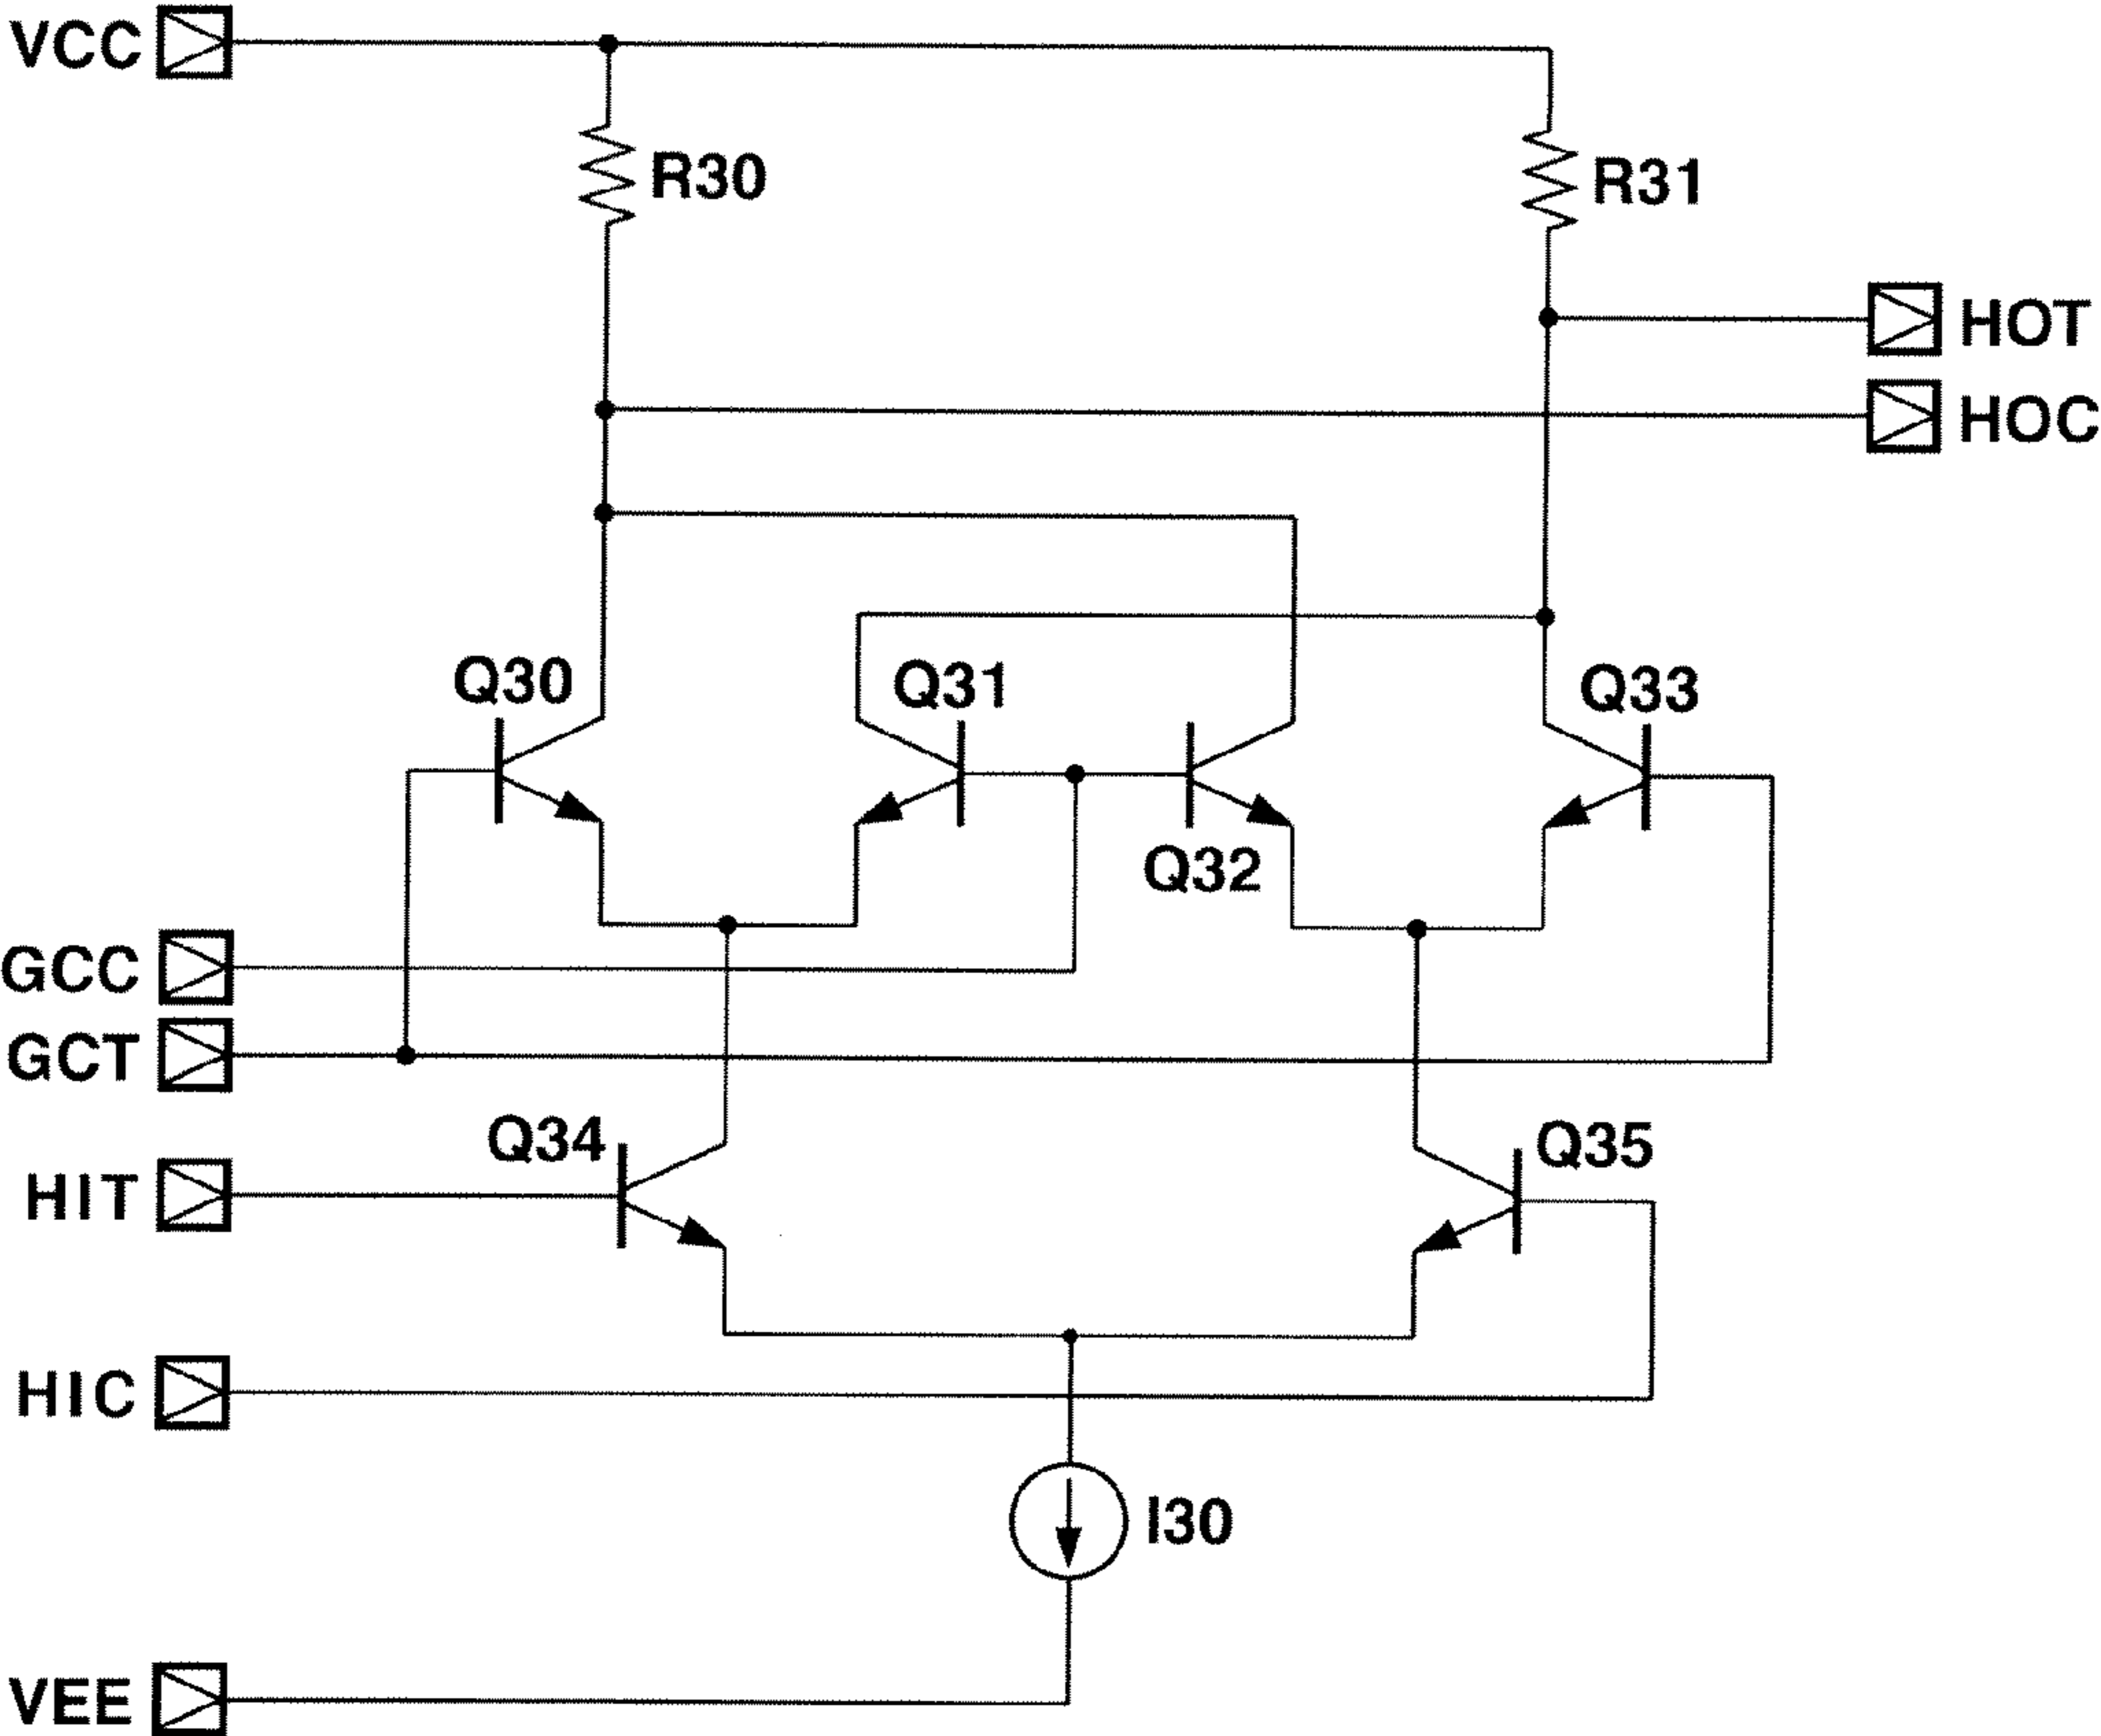 VCC
R30
R31
HOT
HOC
Q30
Q31
Q33
Q32
GCC
GCT
Q34
Q35
HIT
HIC
I30
VEE